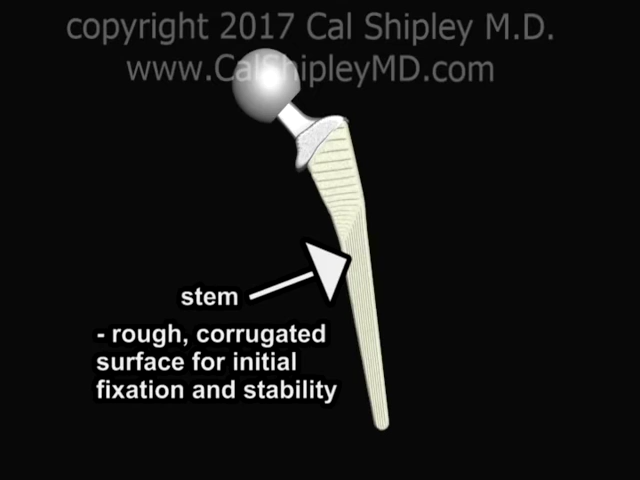 copyright 2017 Cal Shipley M.D.
www.CalShipleyMD.com
stem
- rough, corrugated
surface for initial
fixation and stability